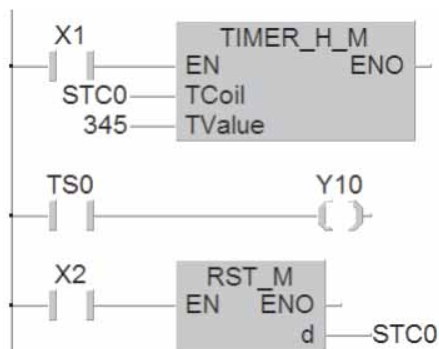 X1
TIMER_H_M
EN ENO
STC0 TCoil
345 TValue
TS0 Y10
X2
RST_M
EN ENO
d STC0